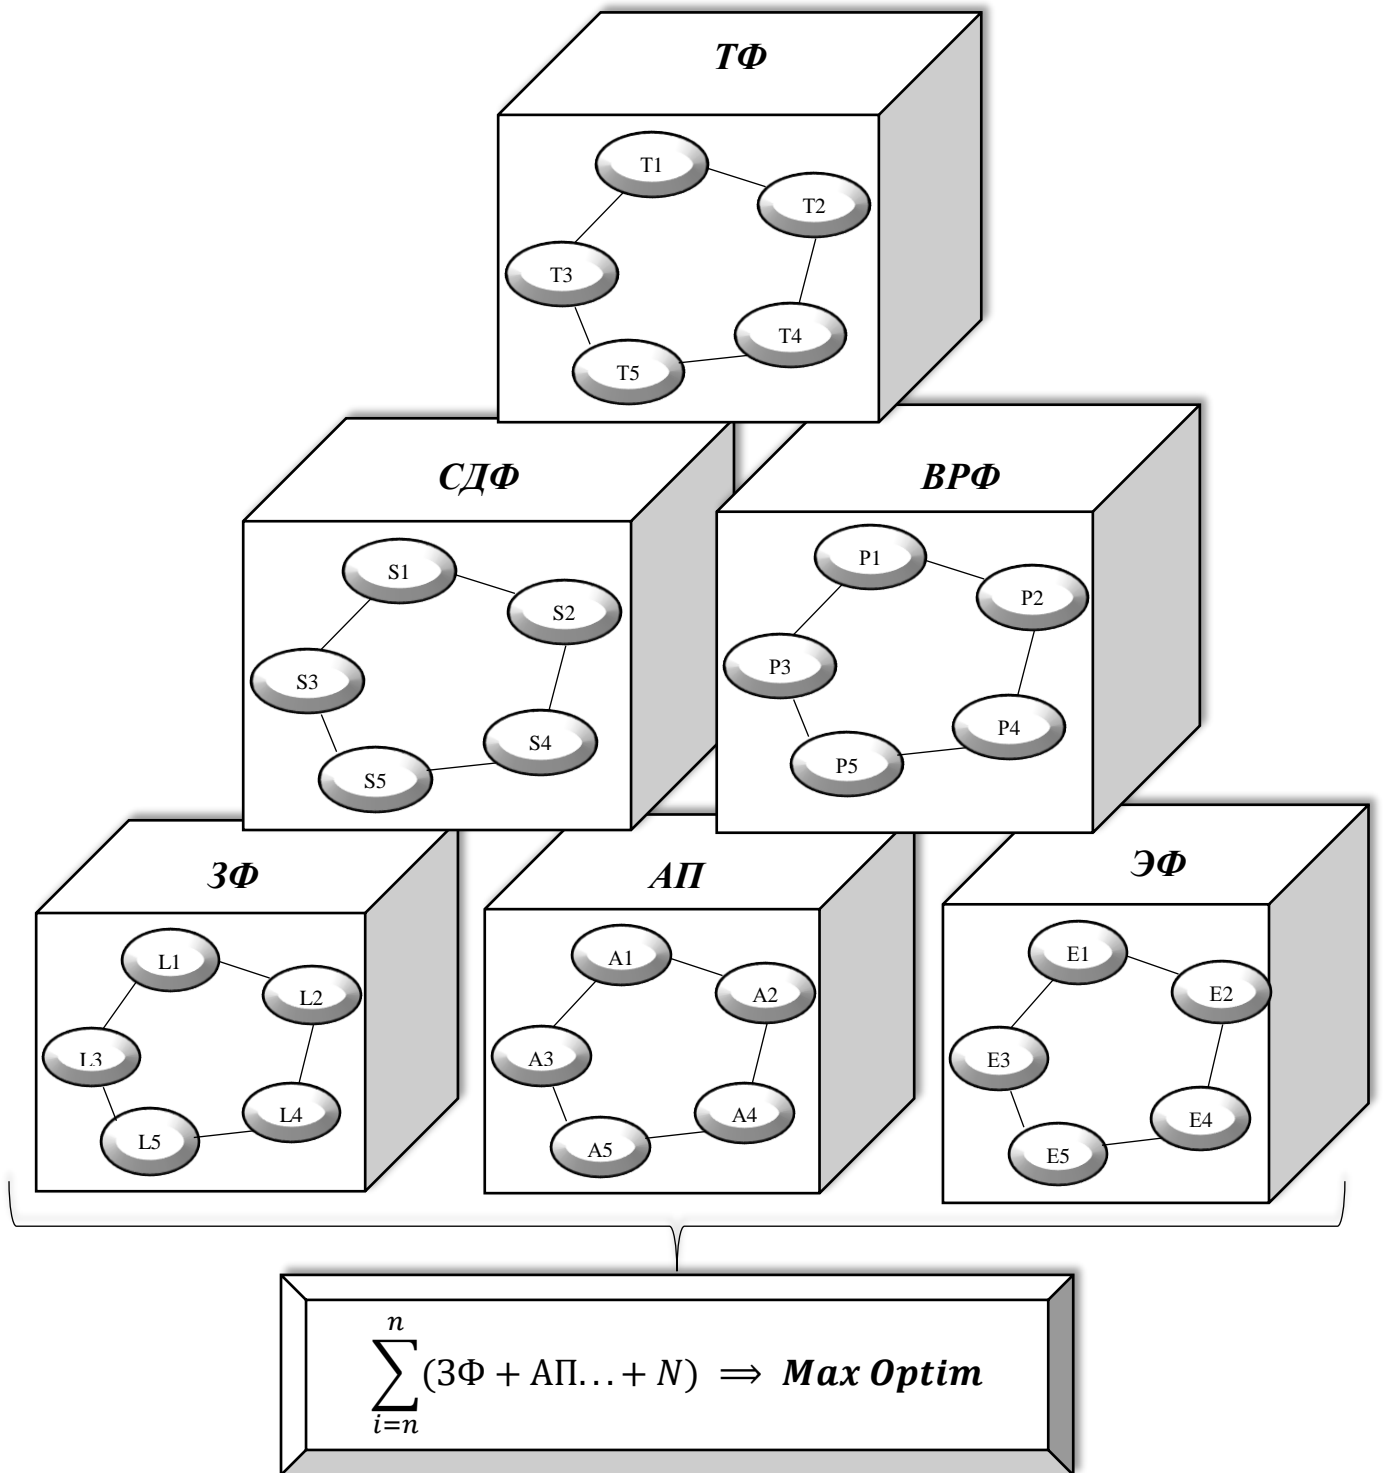 ТФ
T1
T2
T3
T4
T5
СДФ
S1
S2
S3
S4
S5
ВРФ
P1
P2
P3
P4
P5
ЗФ
L1
L2
L3
L4
L5
АП
A1
A2
A3
A4
A5
ЭФ
E1
E2
E3
E4
E5
n
∑(ЗФ + АП... + N) ⟹ Max Optim
i=n